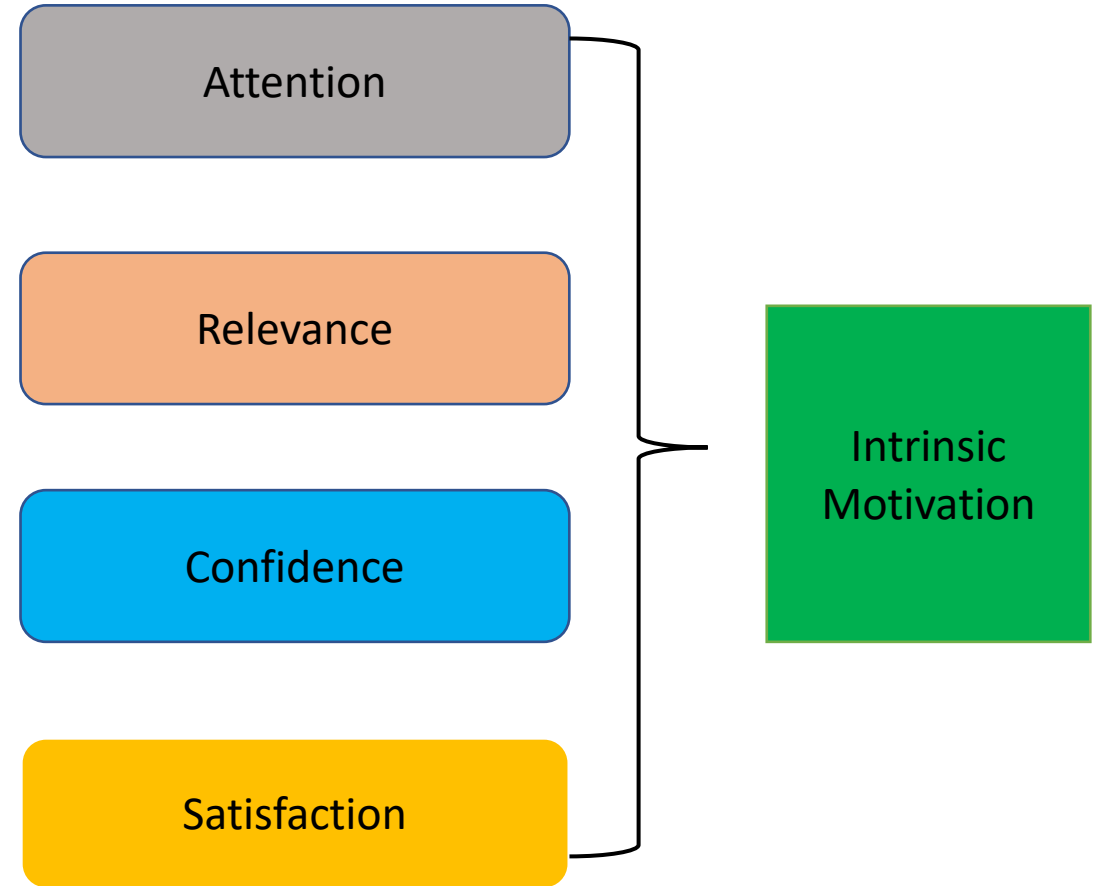 Attention
Relevance
Confidence
Satisfaction
Intrinsic
Motivation